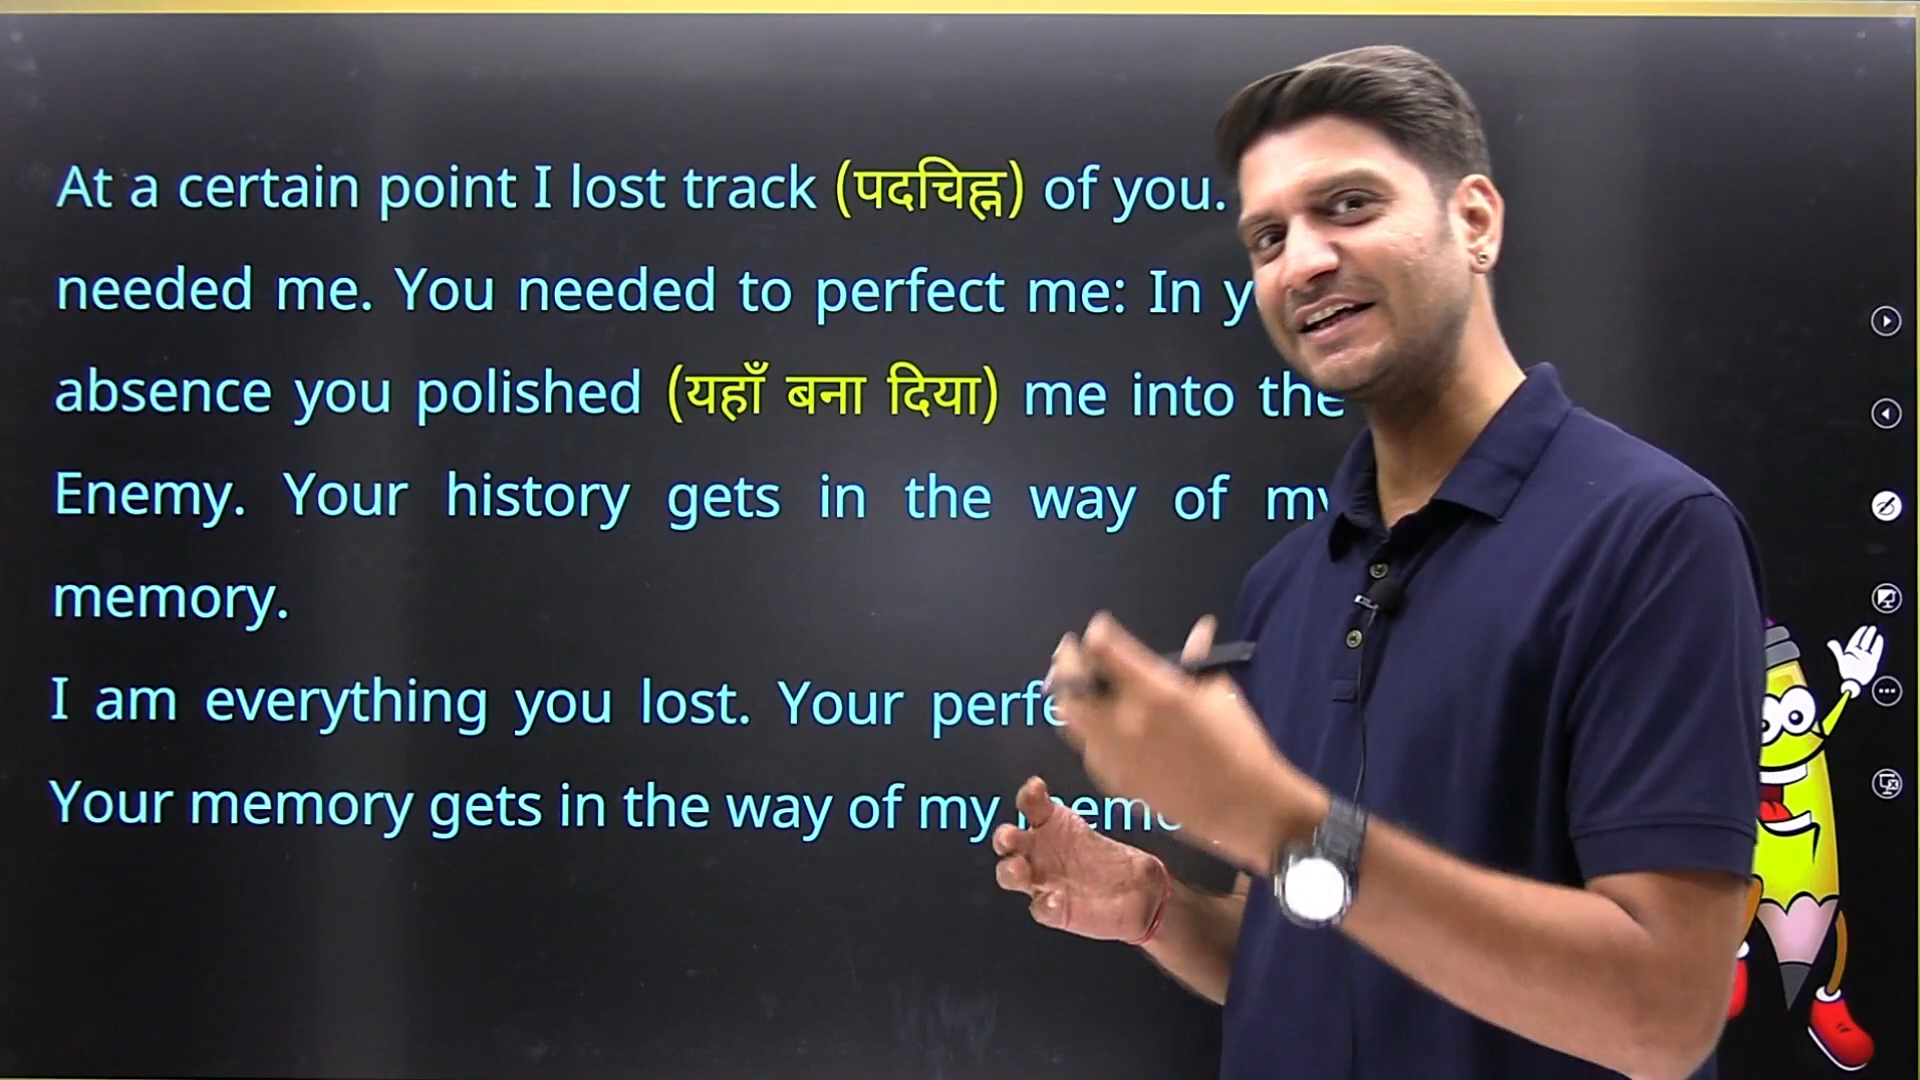 At a certain point I lost track (पदचिह्न) of you.
needed me. You needed to perfect me: In
absence you polished (यहाँ बना दिया) me into the
Enemy. Your history gets in the way of my
memory.
I am everything you lost. Your
Your memory gets in the way of my